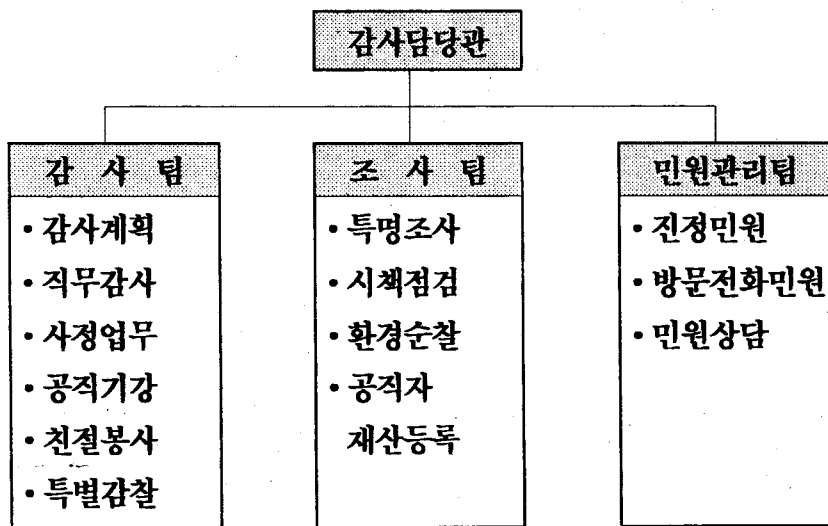 감사담당관
감 사 팀
• 감사계획
• 직무감사
• 사정업무
• 공직기강
• 친절봉사
• 특별감찰
조 사 팀
• 특명조사
• 시책점검
• 환경순찰
• 공직자
재산등록
민원관리팀
• 진정민원
• 방문전화민원
• 민원상담